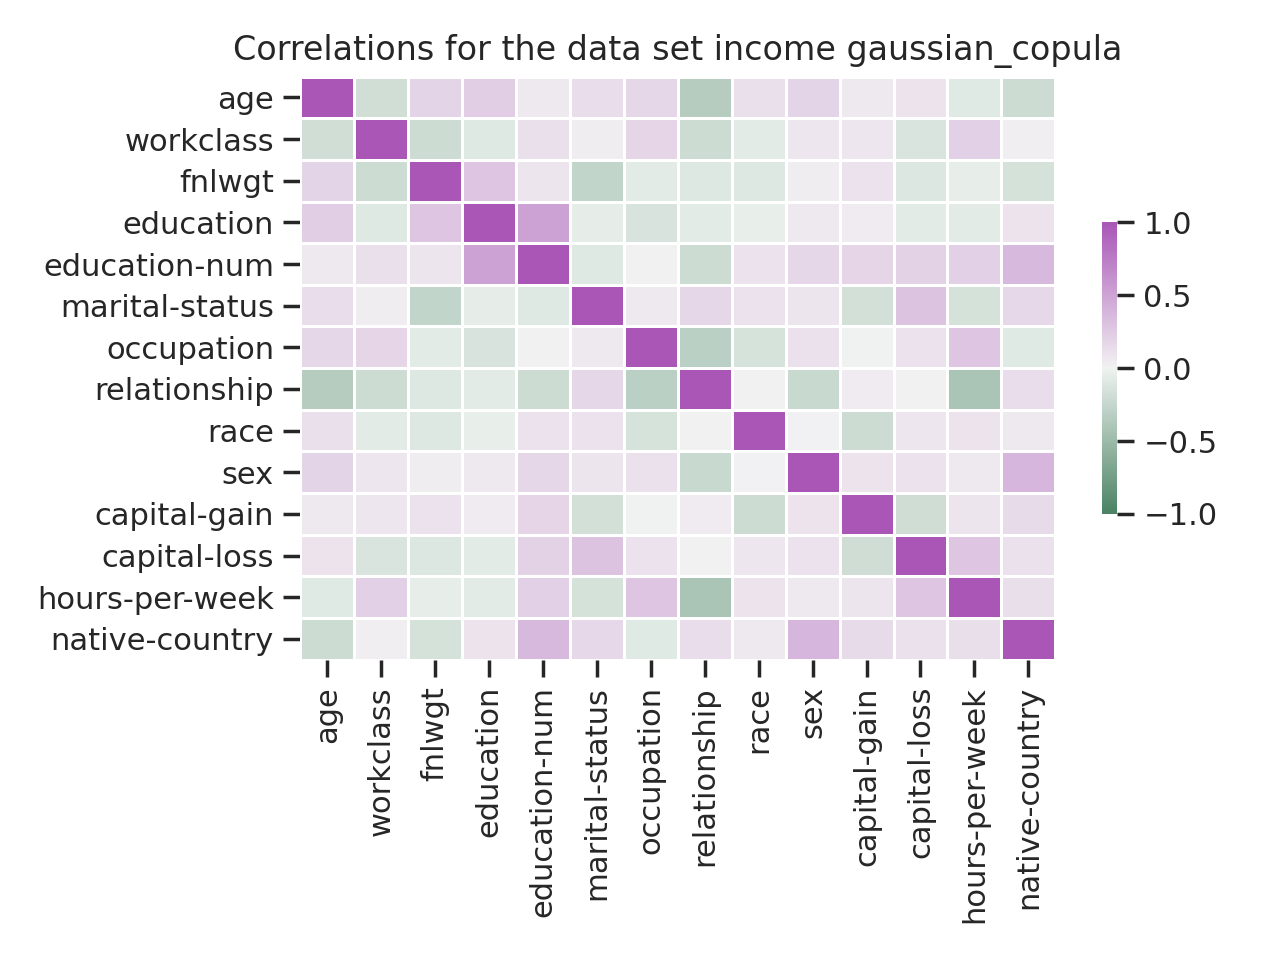 Correlations for the data set income gaussian_copula
age
workclass
fnlwgt
education
education-num
marital-status
occupation
relationship
race
sex
capital-gain
capital-loss
hours-per-week
native-country
age
workclass
fnlwgt
education
education-num
marital-status
occupation
relationship
race
sex
capital-gain
capital-loss
hours-per-week
native-country
1.0
0.5
0.0
−0.5
−1.0